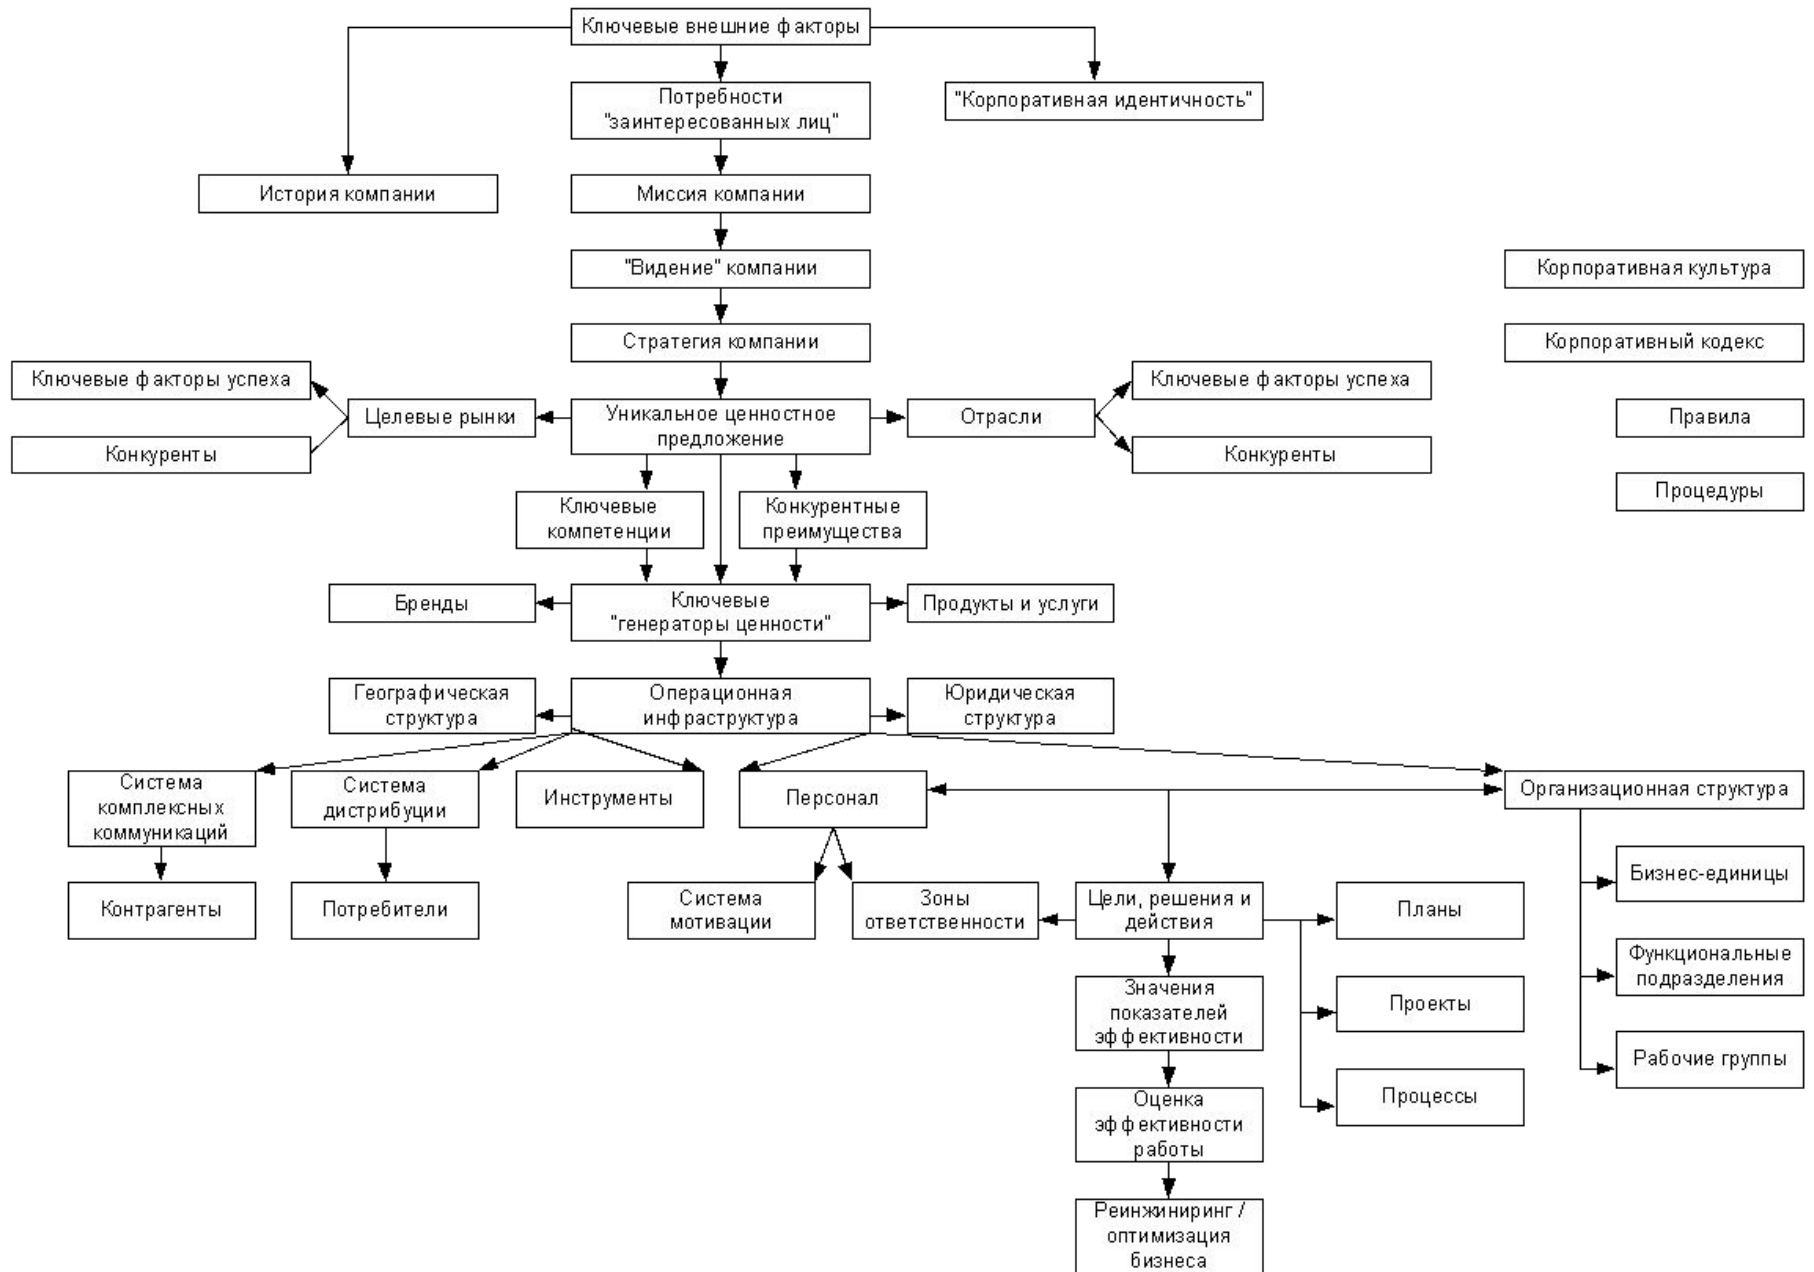 Ключевые внешние факторы
Потребности
"заинтересованных лиц"
"Корпоративная идентичность"
История компании
Миссия компании
"Видение" компании
Корпоративная культура
Стратегия компании
Корпоративный кодекс
Ключевые факторы успеха
Ключевые факторы успеха
Целевые рынки
Уникальное ценностное
предложение
Отрасли
Правила
Конкуренты
Конкуренты
Процедуры
Ключевые
компетенции
Конкурентные
преимущества
Бренды
Ключевые
"генераторы ценности"
Продукты и услуги
Географическая
структура
Операционная
инфраструктура
Юридическая
структура
Система
комплексных
коммуникаций
Система
дистрибуции
Инструменты
Персонал
Организационная структура
Бизнес-единицы
Контрагенты
Потребители
Система
мотивации
Зоны
ответственности
Цели, решения и
действия
Планы
Функциональные
подразделения
Значения
показателей
эффективности
Проекты
Рабочие группы
Оценка
эффективности
работы
Процессы
Реинжиниринг /
оптимизация
бизнеса